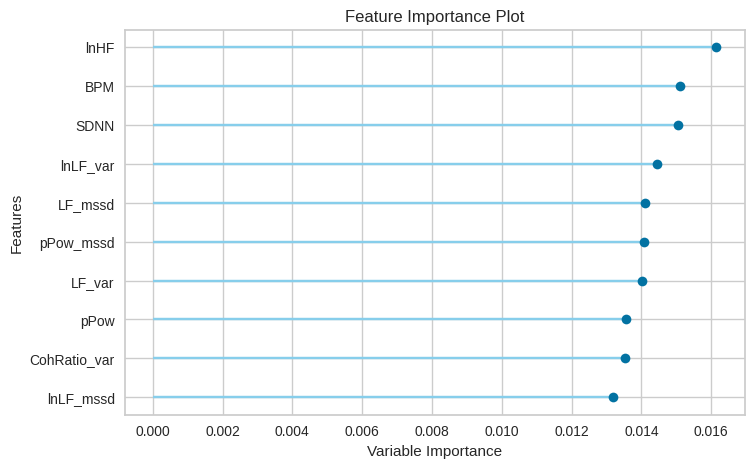 Feature Importance Plot
lnHF
BPM
SDNN
lnLF_var
LF_mssd
pPow_mssd
LF_var
pPow
CohRatio_var
lnLF_mssd
Features
0.000 0.002 0.004 0.006 0.008 0.010 0.012 0.014 0.016
Variable Importance